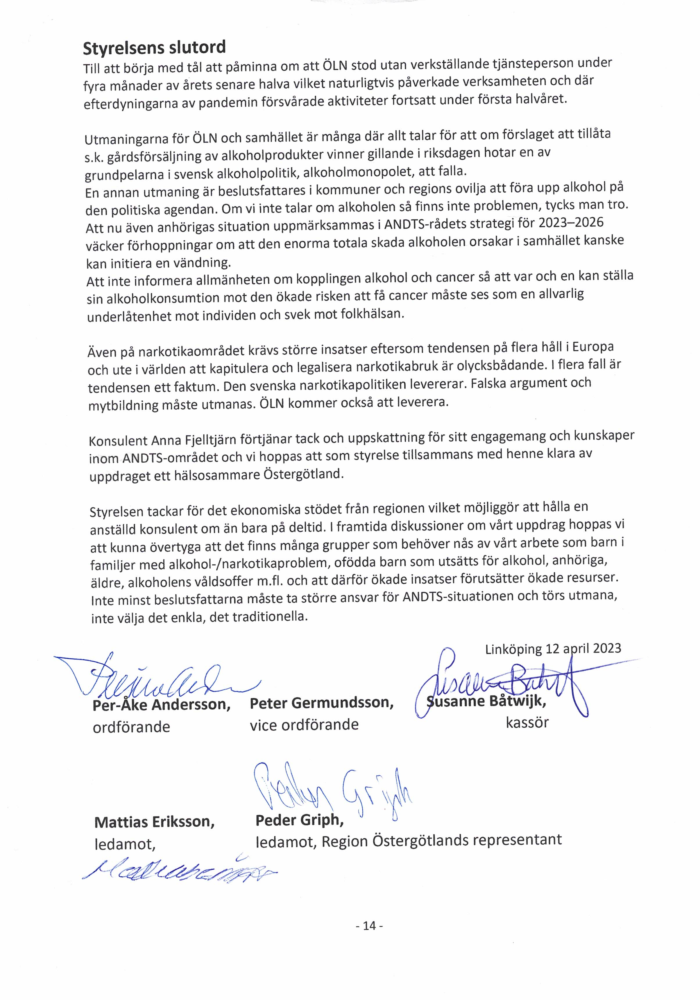 Styrelsens slutord
Till att börja med tål att påminna om att ÖLN stod utan verkställande tjänsteperson under
fyra månader av årets senare halva vilket naturligtvis påverkade verksamheten och där
efterdyningarna av pandemin försvårade aktiviteter fortsatt under första halvåret.
Utmaningarna för ÖLN och samhället är många där allt talar för att om förslaget att tillåta
s.k. gårdsförsäljning av alkoholprodukter vinner gillande i riksdagen hotar en av
grundpelarna i svensk alkoholpolitik, alkoholmonopolet, att falla.
En annan utmaning är beslutsfattares i kommuner och regions ovilja att föra upp alkohol på
den politiska agendan. Om vi inte talar om alkoholen så finns inte problemen, tycks man tro.
Att nu även anhörigas situation uppmärksammas i ANDTS-rådets strategi för 2023–2026
väcker förhoppningar om att den enorma totala skada alkoholen orsakar i samhället kanske
kan initiera en vändning.
Att inte informera allmänheten om kopplingen alkohol och cancer så att var och en kan ställa
sin alkoholkonsumtion mot den ökade risken att få cancer måste ses som en allvarlig
underlåtenhet mot individen och svek mot folkhälsan.
Även på narkotikaområdet krävs större insatser eftersom tendensen på flera håll i Europa
och ute i världen att kapitulera och legalisera narkotikabruk är olycksbådande. I flera fall är
tendensen ett faktum. Den svenska narkotikapolitiken levererar. Falska argument och
mytbildning måste utmanas. ÖLN kommer också att leverera.
Konsulent Anna Fjelltjärn förtjänar tack och uppskattning för sitt engagemang och kunskaper
inom ANDTS-området och vi hoppas att som styrelse tillsammans med henne klara av
uppdraget ett hälsosammare Östergötland.
Styrelsen tackar för det ekonomiska stödet från regionen vilket möjliggör att hålla en
anställd konsulent om än bara på deltid. I framtida diskussioner om vårt uppdrag hoppas vi
att kunna övertyga att det finns många grupper som behöver nås av vårt arbete som barn i
familjer med alkohol-/narkotikaproblem, ofödda barn som utsätts för alkohol, anhöriga,
äldre, alkoholens våldsoffer m.fl. och att därför ökade insatser förutsätter ökade resurser.
Inte minst beslutsfattarna måste ta större ansvar för ANDTS-situationen och törs utmana,
inte välja det enkla, det traditionella.
Linköping 12 april 2023
Per-Åke Andersson, Peter Germundsson, Susanne Båtwijk,
ordförande vice ordförande kassör
Peder Griph
Mattias Eriksson, Peder Griph,
ledamot, ledamot, Region Östergötlands representant
- 14 -